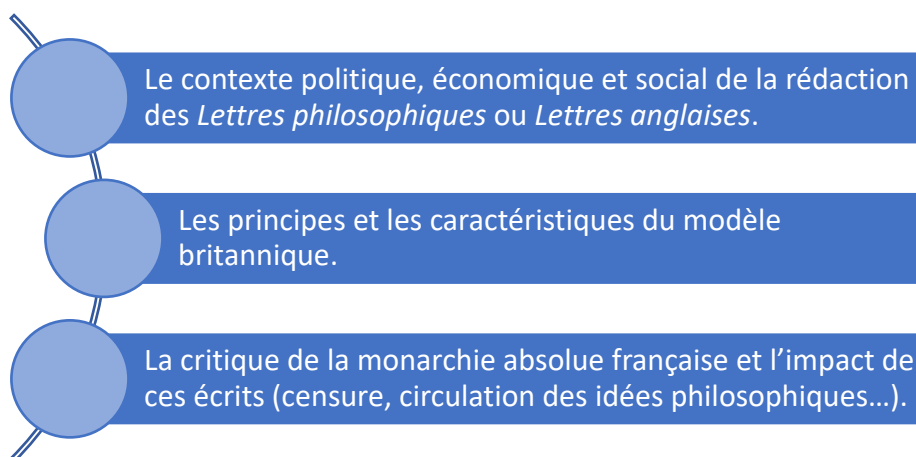 Le contexte politique, économique et social de la rédaction
des Lettres philosophiques ou Lettres anglaises.
Les principes et les caractéristiques du modèle
britannique.
La critique de la monarchie absolue française et l’impact de
ces écrits (censure, circulation des idées philosophiques…).